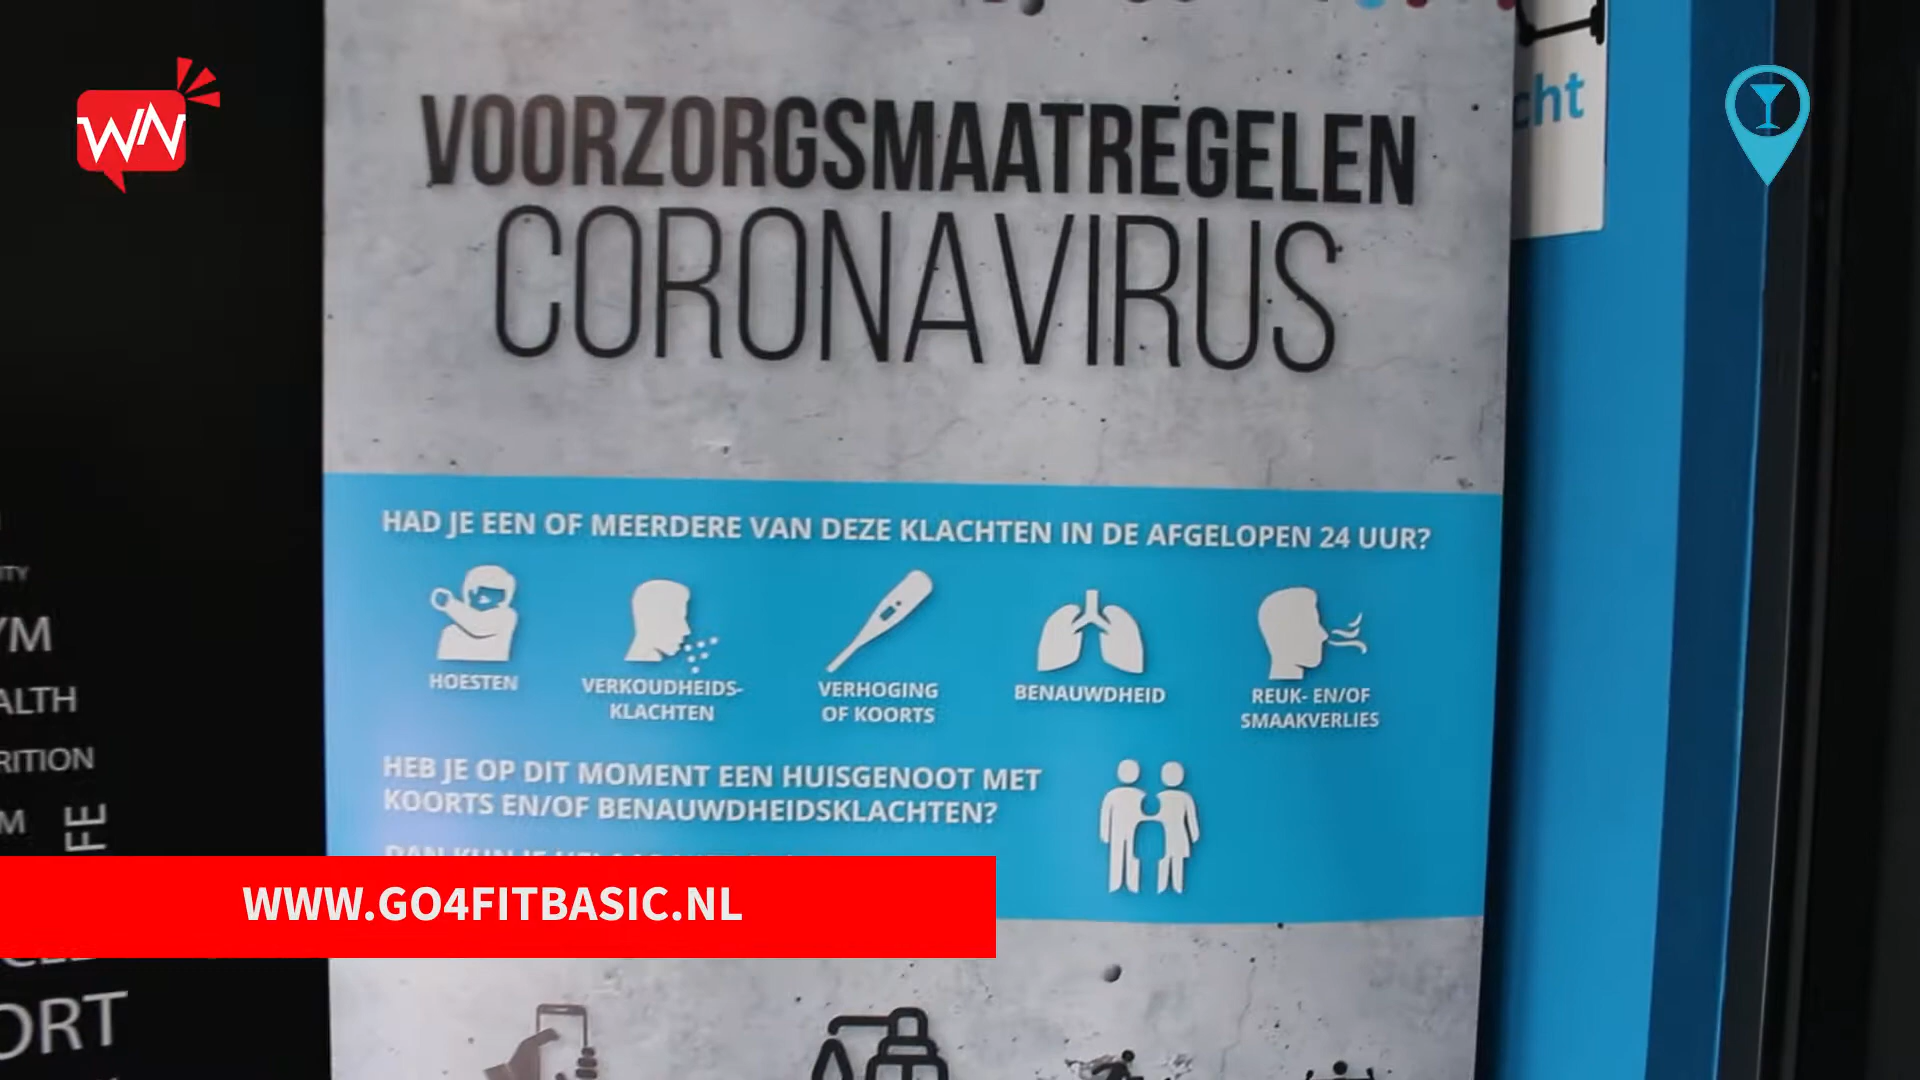 WN
cht
VOORZORGSMAATREGELEN
CORONAVIRUS
HAD JE EEN OF MEERDERE VAN DEZE KLACHTEN IN DE AFGELOPEN 24 UUR?
HOESTEN
VERKOUDHEIDS-
KLACHTEN
VERHOGING
OF KOORTS
BENAUWDHEID
REUK- EN/OF
SMAAKVERLIES
HEB JE OP DIT MOMENT EEN HUISGENOOT MET
KOORTS EN/OF BENAUWDHEIDSKLACHTEN?
ITY
YM
ALTH
RITION
M
FE
ORT
WWW.GO4FITBASIC.NL